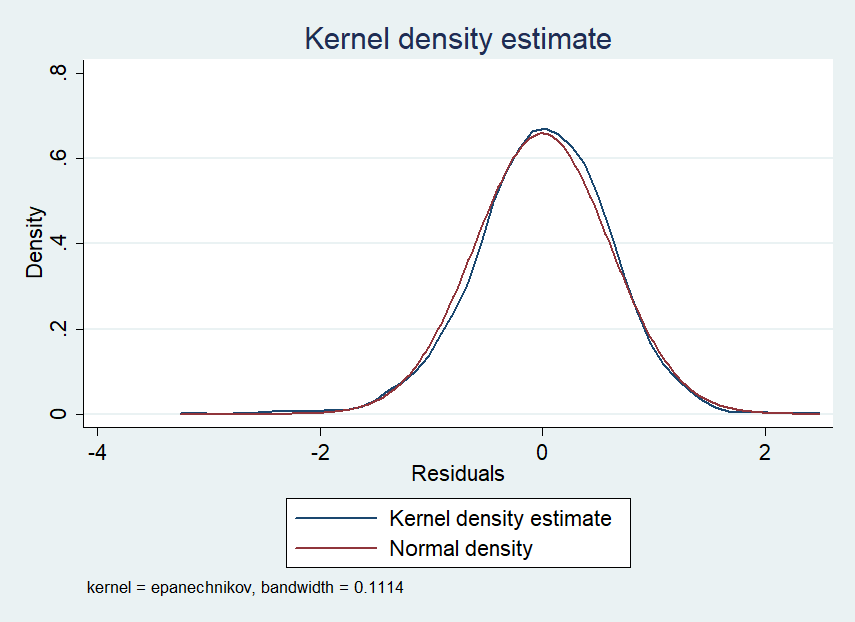 Kernel density estimate
Density
.8
.6
.4
.2
0
-4
-2
0
2
Residuals
Kernel density estimate
Normal density
kernel = epanechnikov, bandwidth = 0.1114